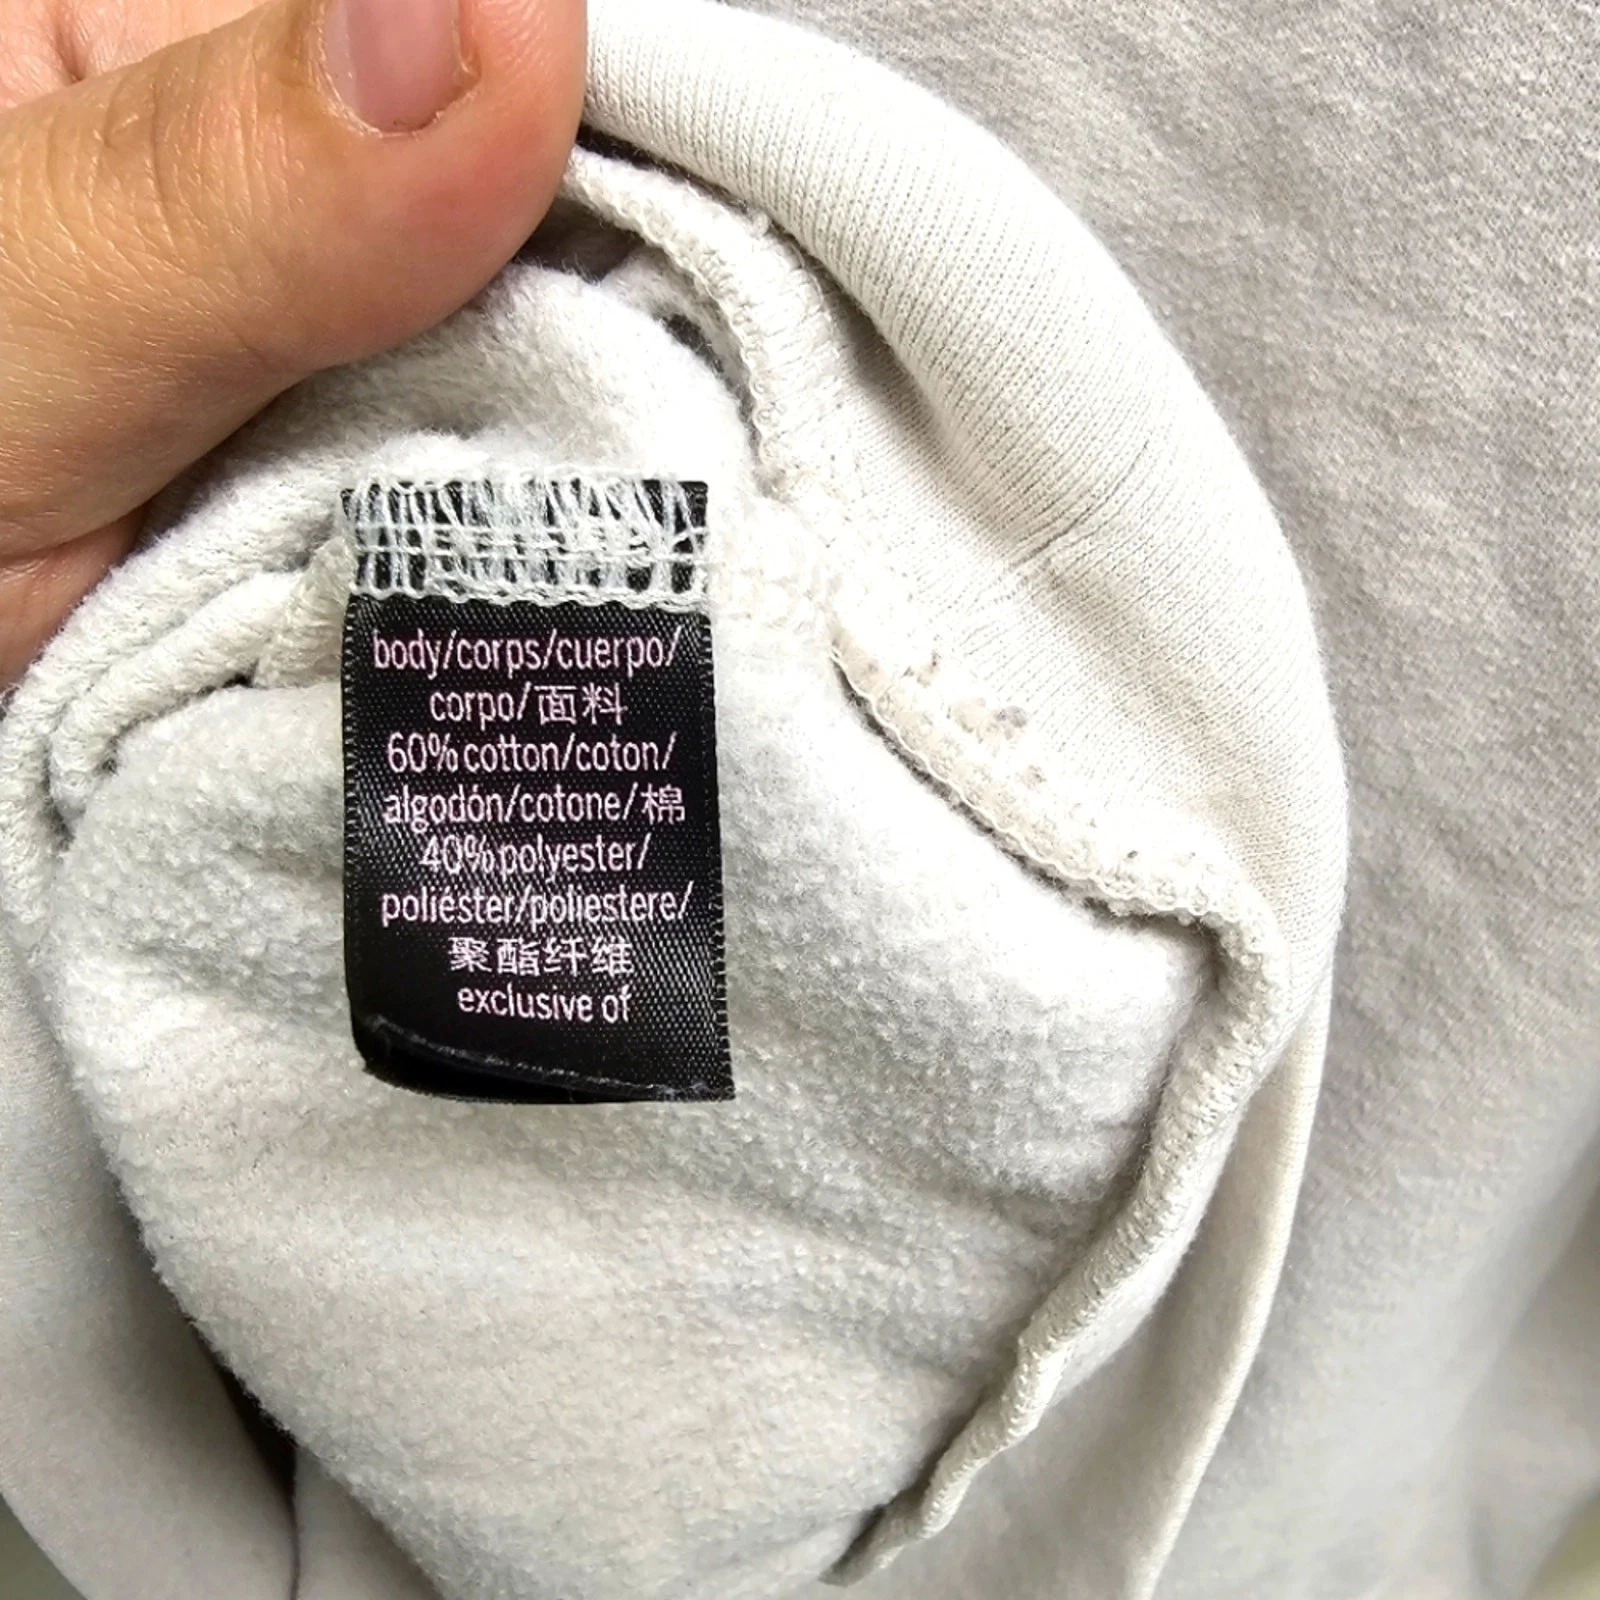 body/corps/cuerpo/
corpo/面料
60% cotton/coton/
algodón/cotone/棉
40% polyester/
poliéster/poliestere/
聚酯纤维
exclusive of